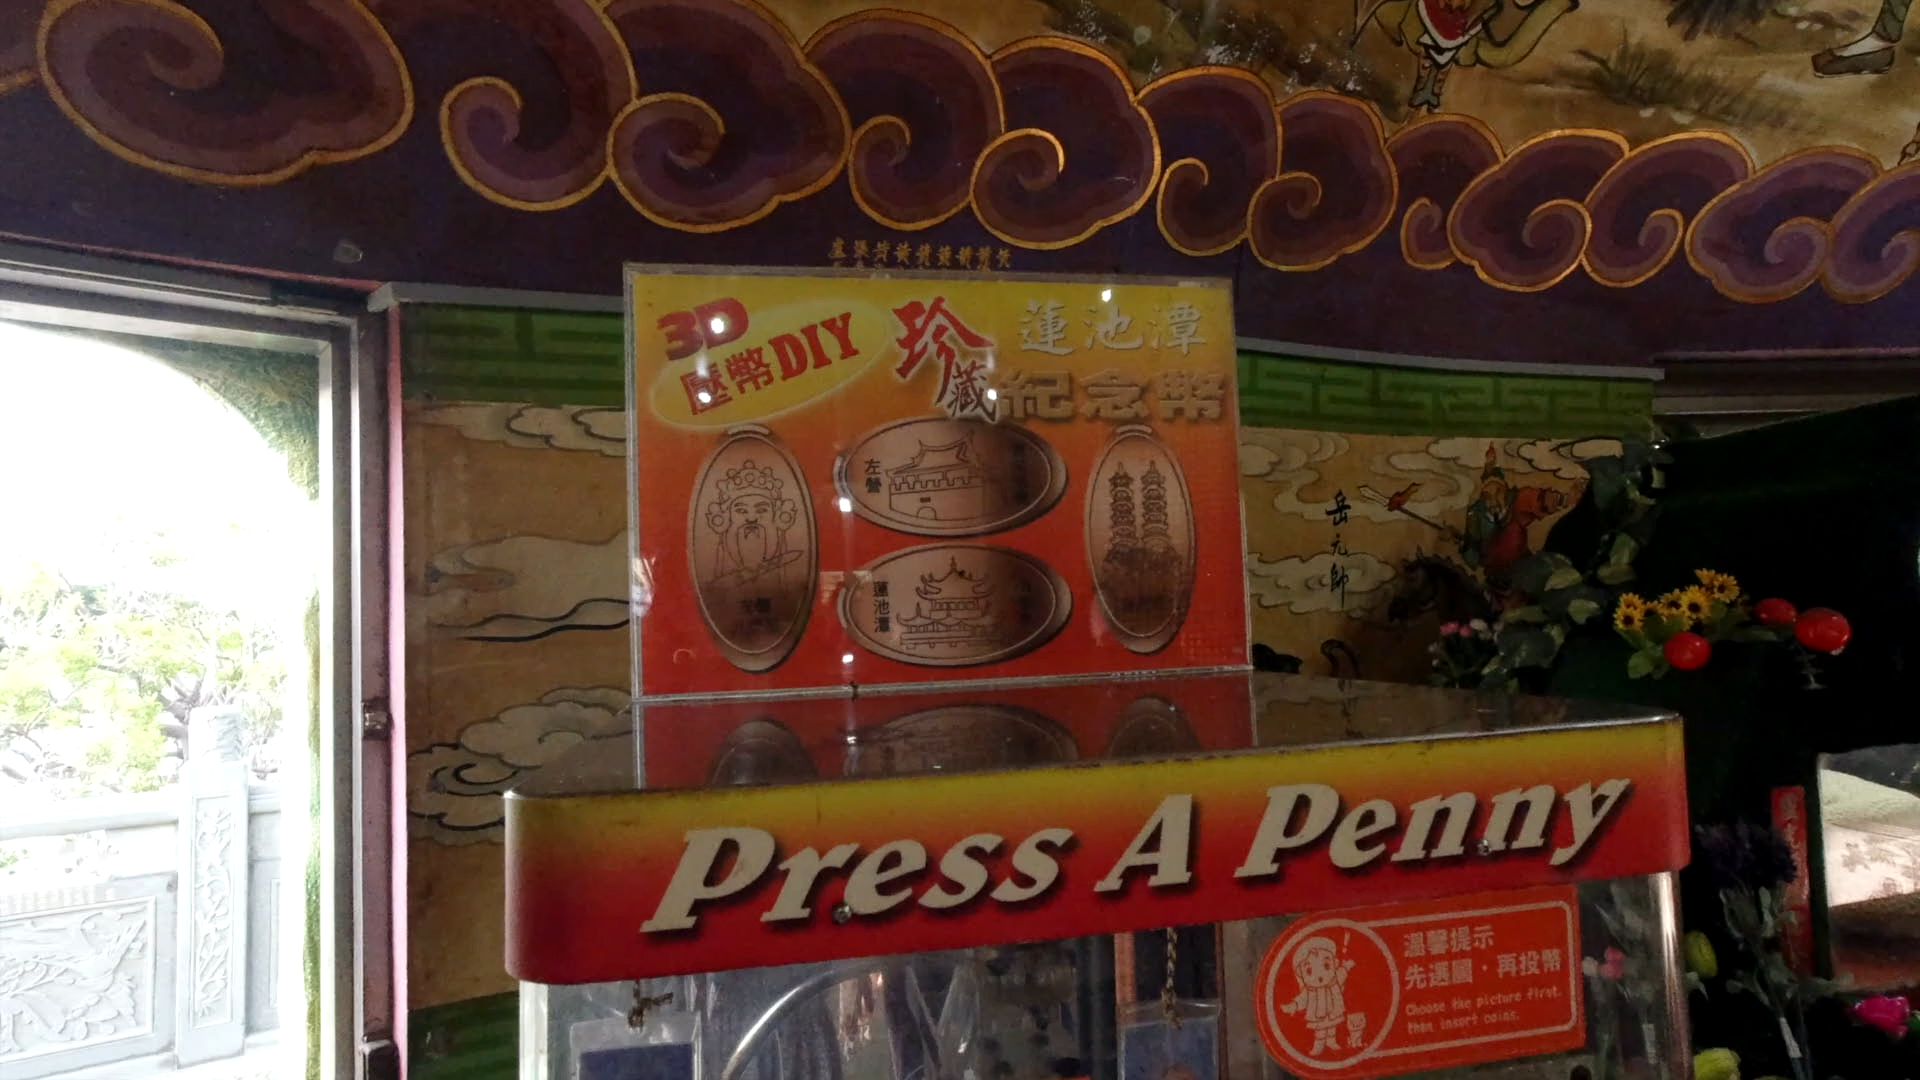 3D
壓幣DIY
珍藏
蓮池潭
紀念幣
左營
蓮池潭
岳元帥
Press A Penny
溫馨提示
先選圖·再投幣
Choose the picture first.
then insert coins.